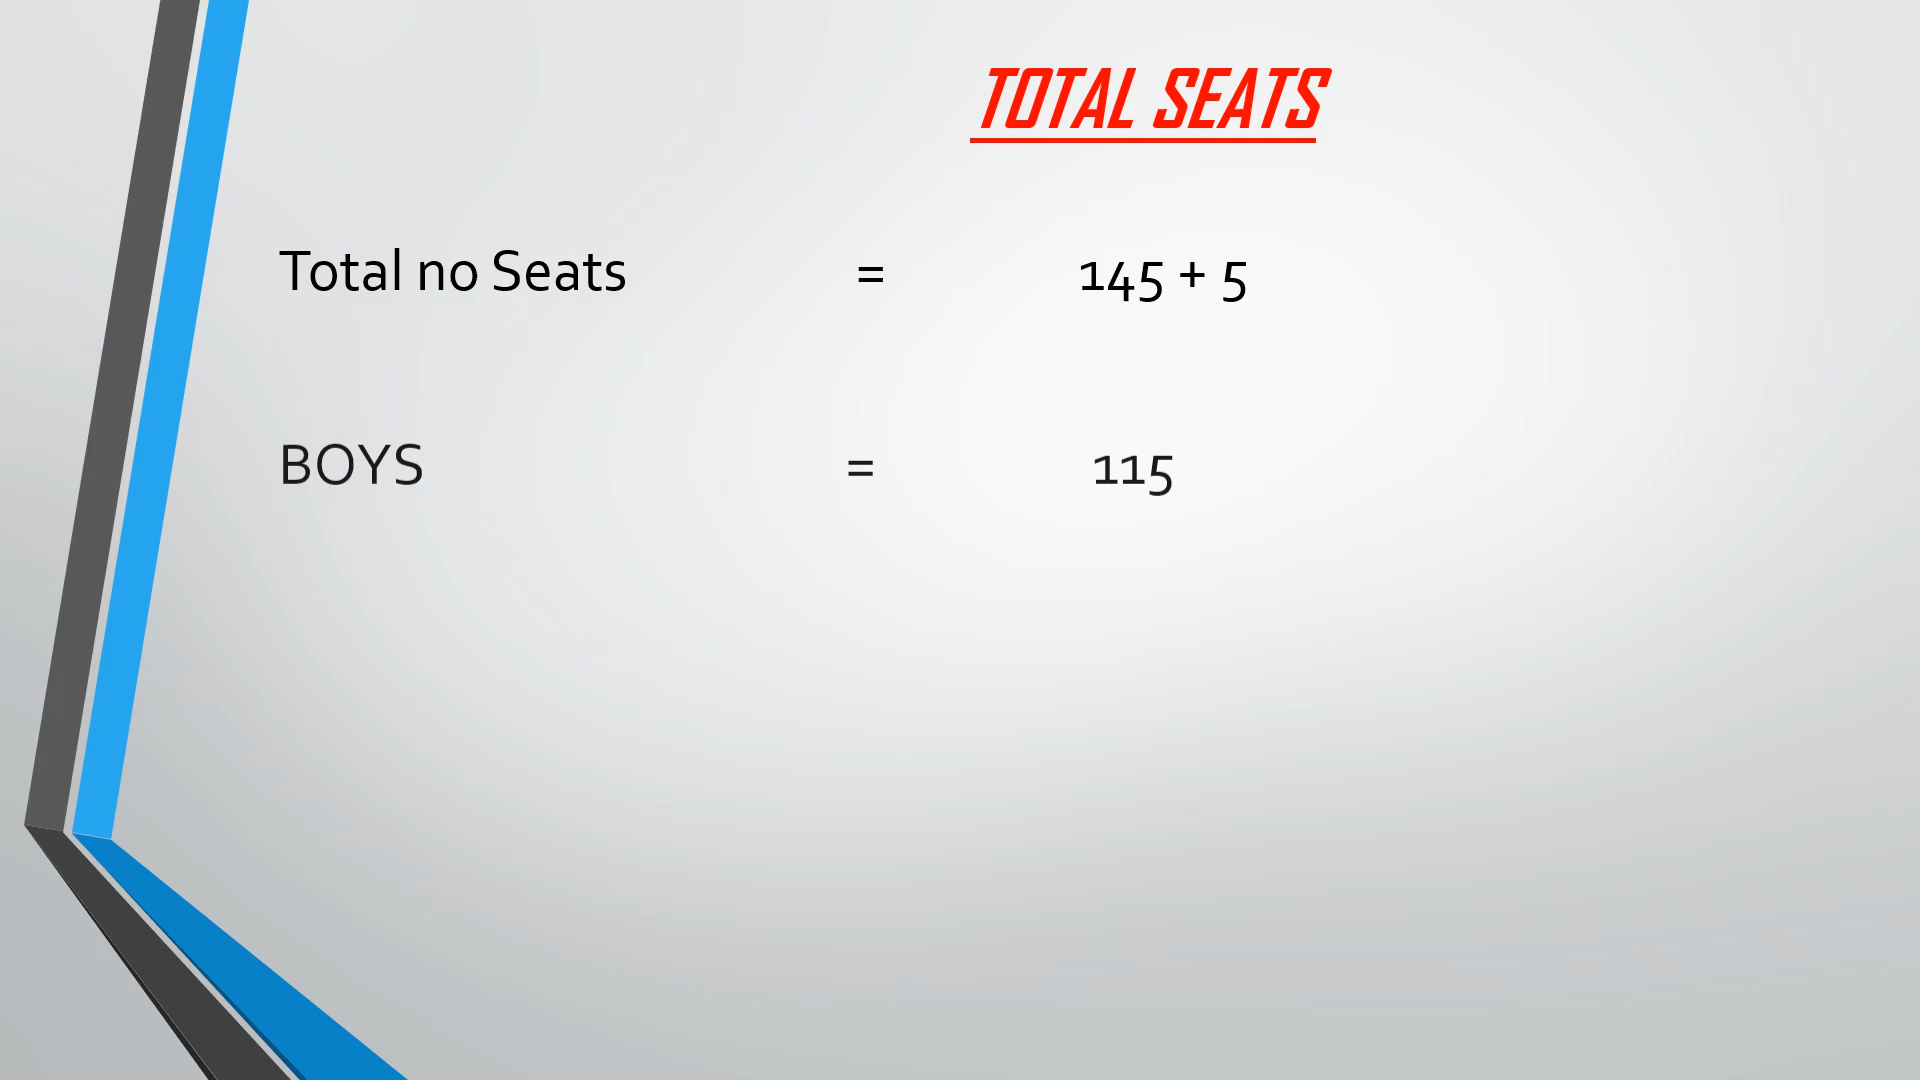 TOTAL SEATS
Total no Seats = 145 + 5
BOYS = 115